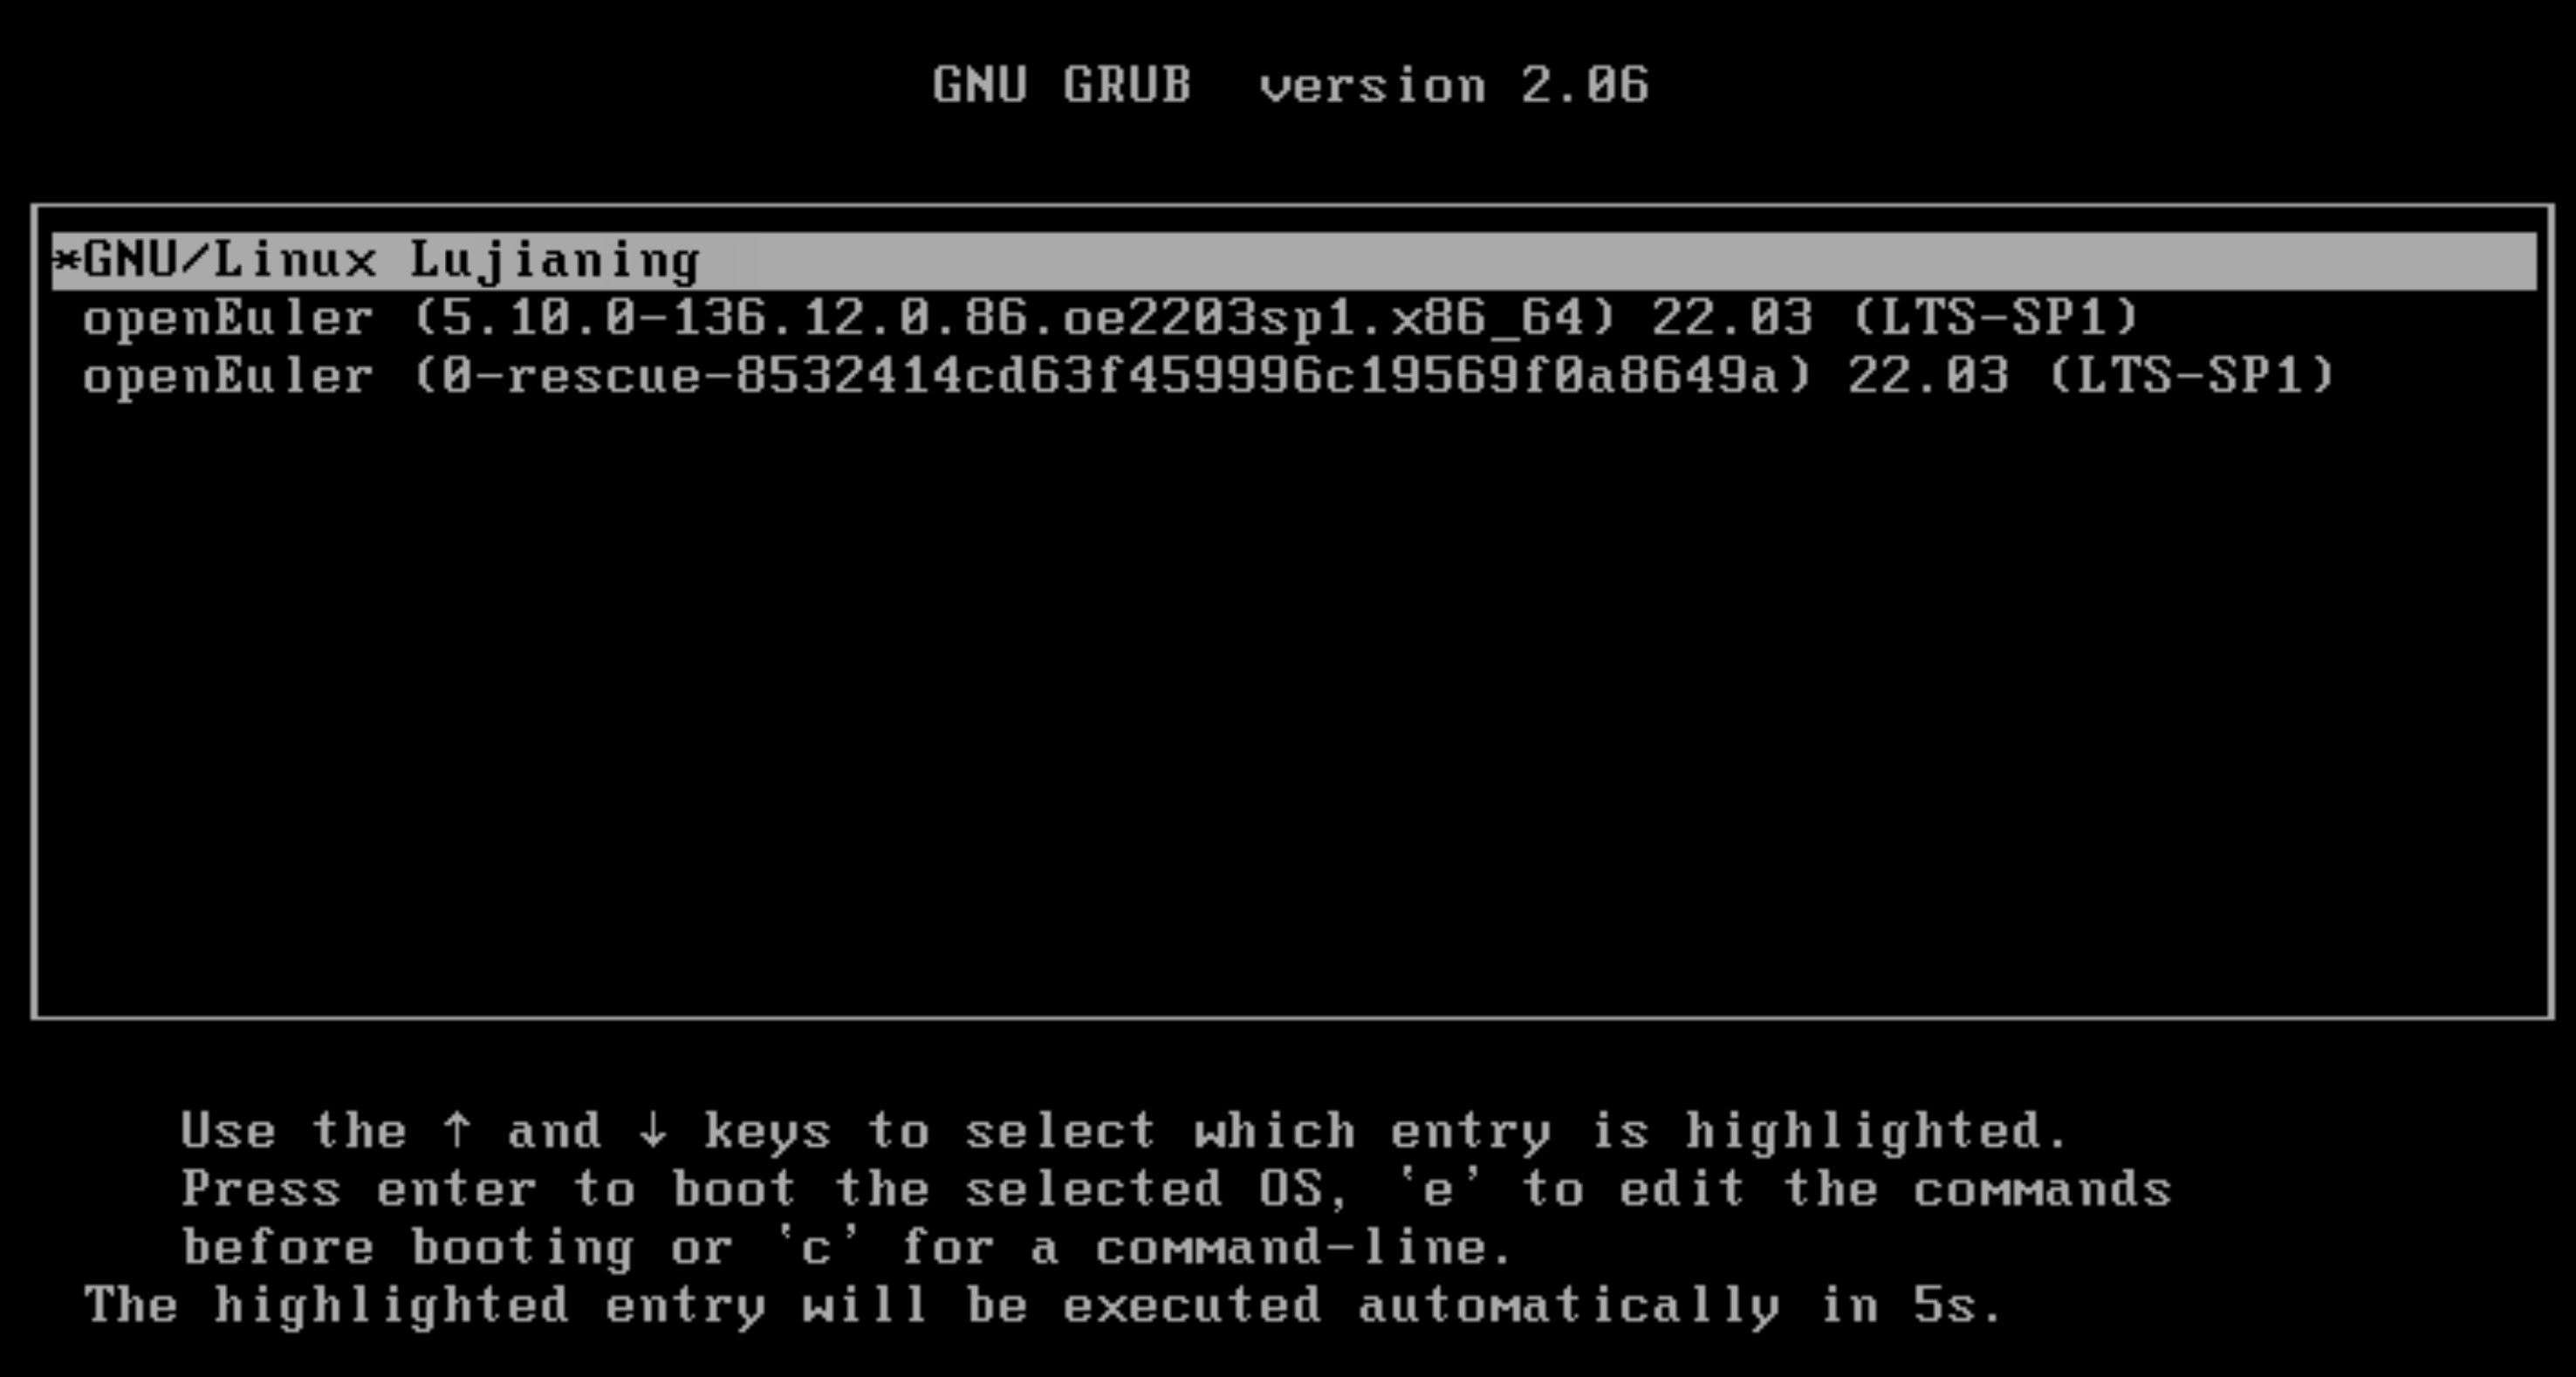 GNU GRUB  version 2.06
*GNU/Linux Lujianing
openEuler (5.10.0-136.12.0.86.oe2203sp1.x86_64) 22.03 (LTS-SP1)
openEuler (0-rescue-8532414cd63f459996c19569f0a8649a) 22.03 (LTS-SP1)
Use the ↑ and ↓ keys to select which entry is highlighted.
Press enter to boot the selected OS, `e' to edit the commands
before booting or `c' for a command-line.
The highlighted entry will be executed automatically in 5s.